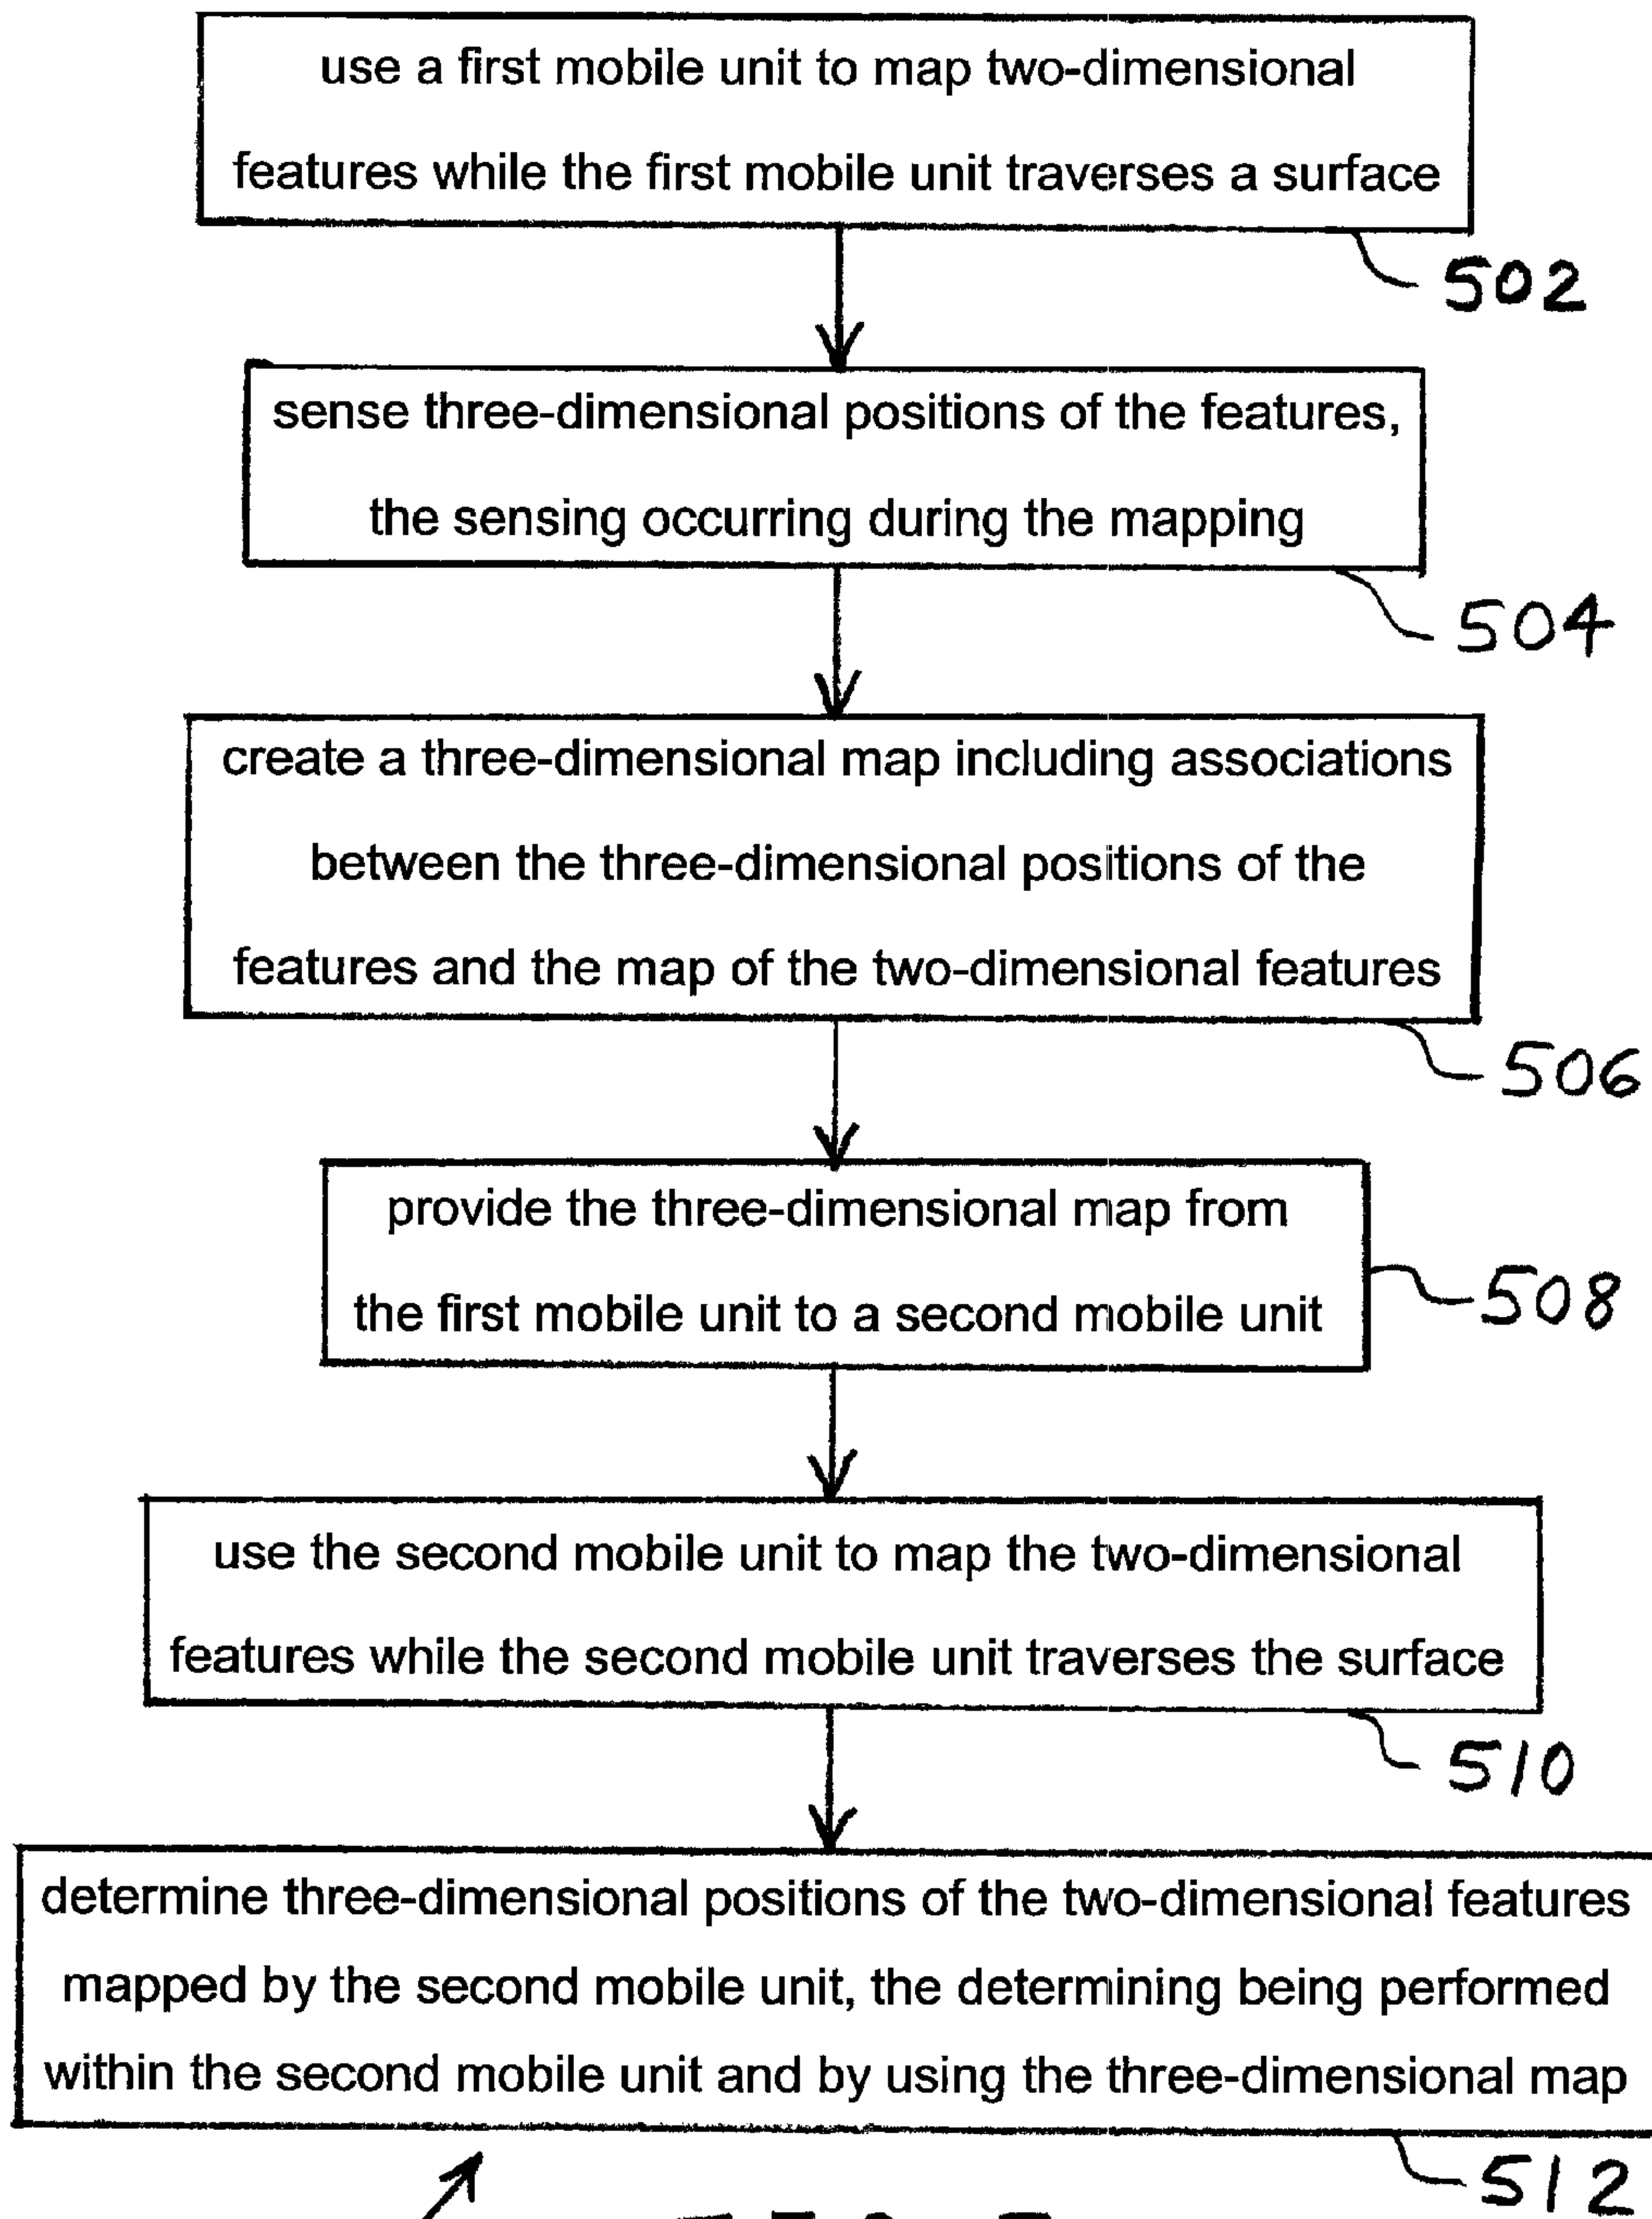 use a first mobile unit to map two-dimensional
features while the first mobile unit traverses a surface
502
sense three-dimensional positions of the features,
the sensing occurring during the mapping
504
create a three-dimensional map including associations
between the three-dimensional positions of the
features and the map of the two-dimensional features
506
provide the three-dimensional map from
the first mobile unit to a second mobile unit
508
use the second mobile unit to map the two-dimensional
features while the second mobile unit traverses the surface
510
determine three-dimensional positions of the two-dimensional features
mapped by the second mobile unit, the determining being performed
within the second mobile unit and by using the three-dimensional map
512